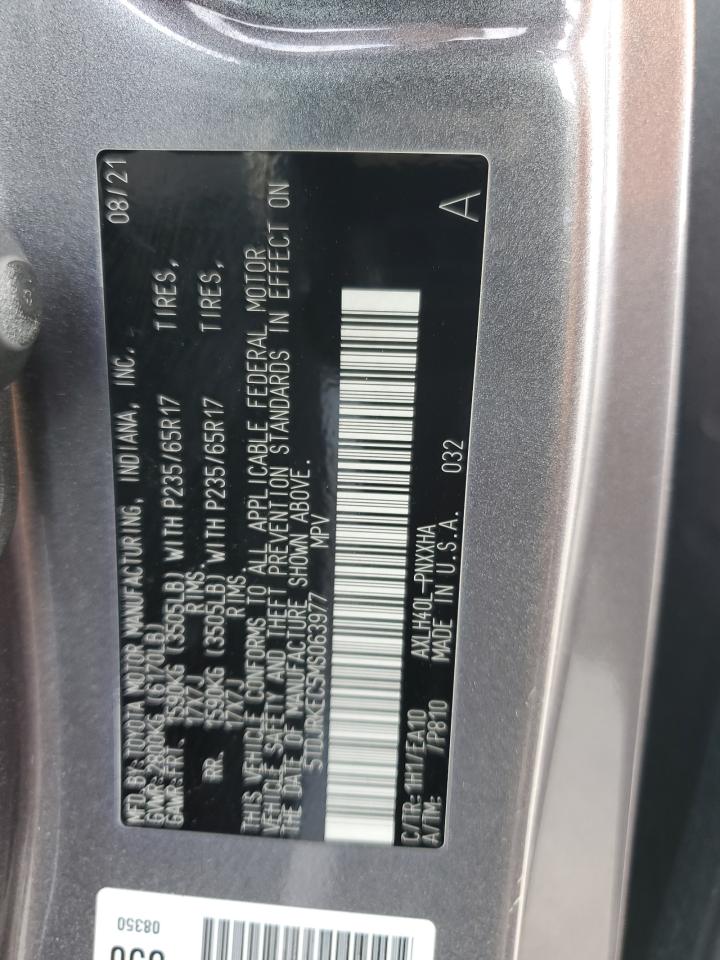 MFD.BY:TOYOTA MOTOR MANUFACTURING, INDIANA, INC. 08/21
GVWR:2800KG (6170LB)
GAWR:FRT. 1590KG (3505LB) WITH P235/65R17 TIRES,
17X7J RIMS.
RR. 1590KG (3505LB) WITH P235/65R17 TIRES,
17X7J RIMS.
THIS VEHICLE CONFORMS TO ALL APPLICABLE FEDERAL MOTOR
VEHICLE SAFETY AND THEFT PREVENTION STANDARDS IN EFFECT ON
THE DATE OF MANUFACTURE SHOWN ABOVE.
5TDJRKEC5MS063977 MPV
C/TR:1H1/EA10 AXLH40L-PNXXHA
A/TM: /P810 MADE IN U.S.A. 032 A
08350